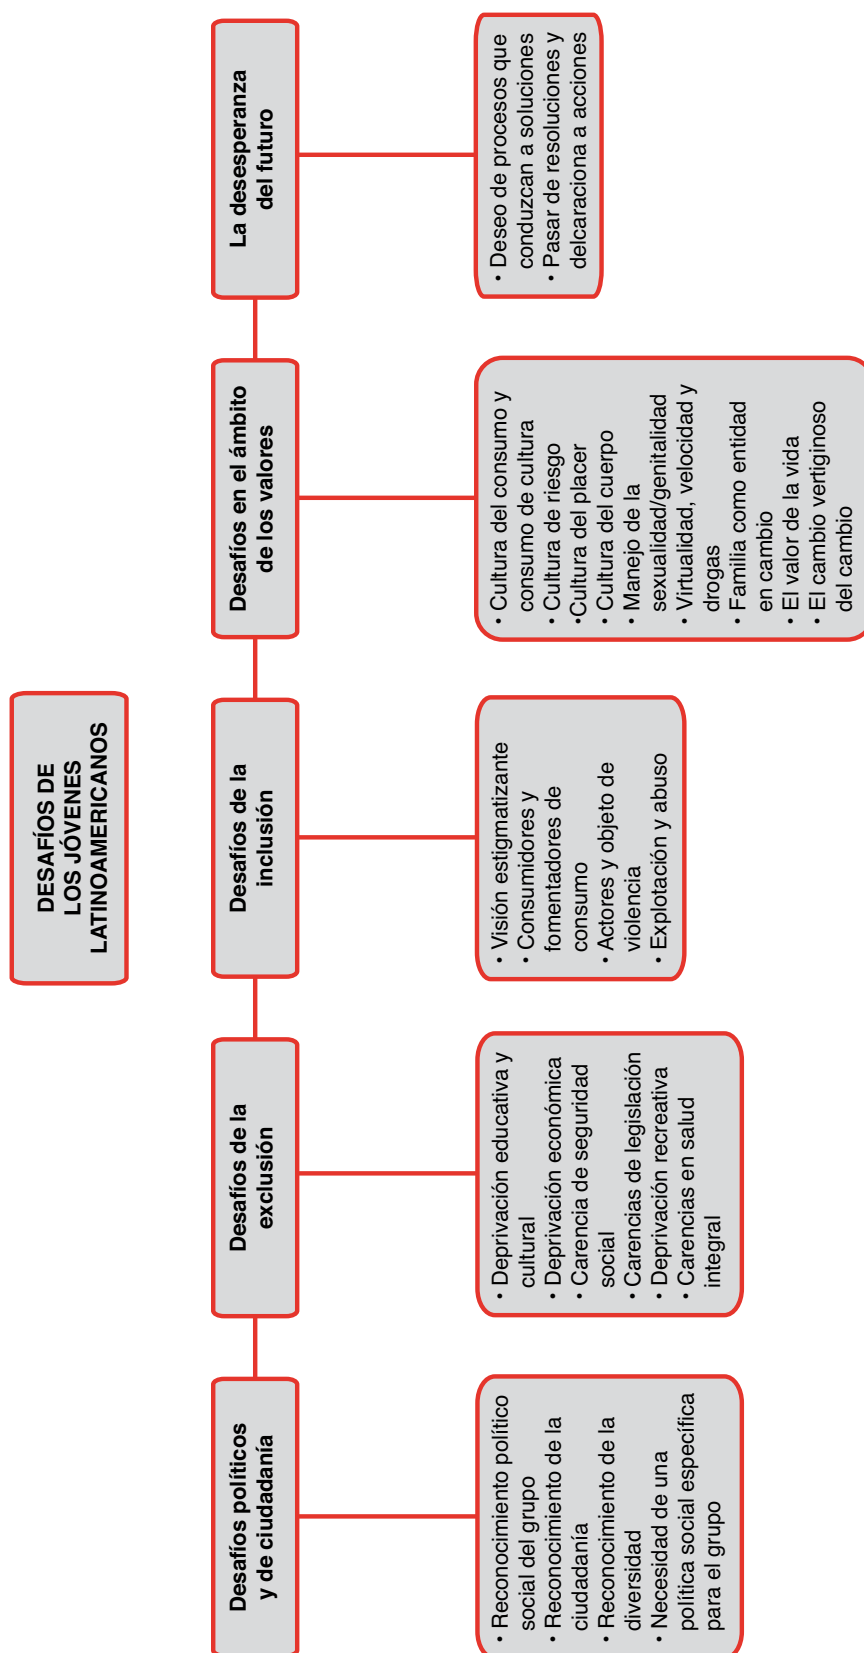 DESAFÍOS DE
LOS JÓVENES
LATINOAMERICANOS
Desafíos políticos
y de ciudadanía
• Reconocimiento político
social del grupo
• Reconocimiento de la
ciudadanía
• Reconocimiento de la
diversidad
• Necesidad de una
política social específica
para el grupo
Desafíos de la
exclusión
• Deprivación educativa y
cultural
• Deprivación económica
• Carencia de seguridad
social
• Carencias de legislación
• Deprivación recreativa
• Carencias en salud
integral
Desafíos de la
inclusión
• Visión estigmatizante
• Consumidores y
fomentadores de
consumo
• Actores y objeto de
violencia
• Explotación y abuso
Desafíos en el ámbito
de los valores
• Cultura del consumo y
consumo de cultura
• Cultura de riesgo
•Cultura del placer
• Cultura del cuerpo
• Manejo de la
sexualidad/genitalidad
• Virtualidad, velocidad y
drogas
• Familia como entidad
en cambio
• El valor de la vida
• El cambio vertiginoso
del cambio
La desesperanza
del futuro
• Deseo de procesos que
conduzcan a soluciones
• Pasar de resoluciones y
delcaraciona a acciones